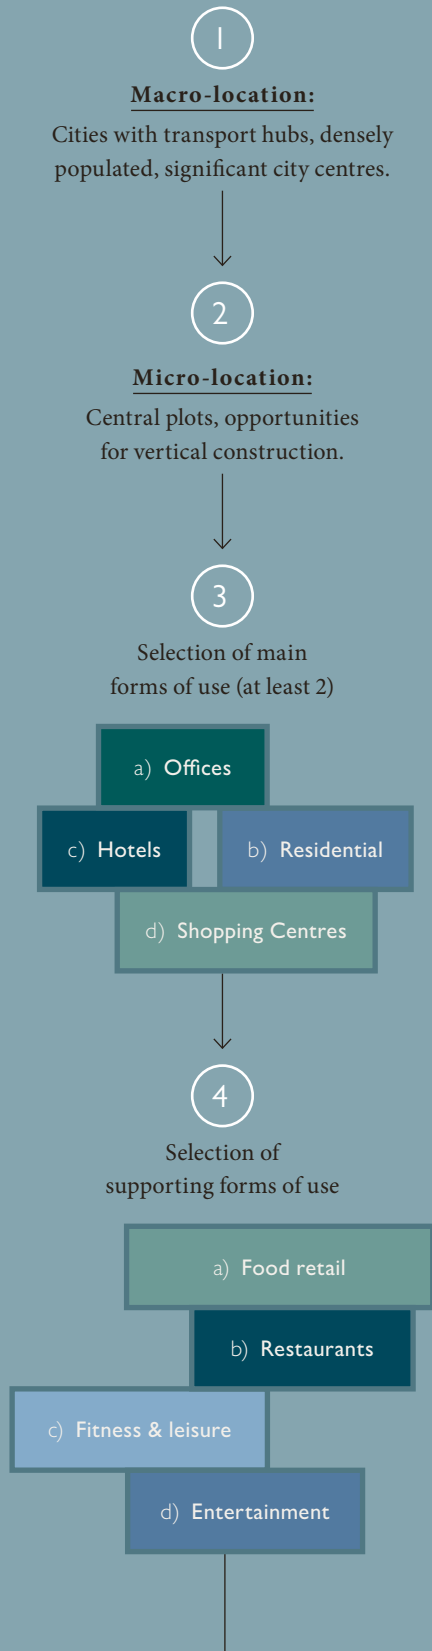 1
Macro-location:
Cities with transport hubs, densely
populated, significant city centres.
2
Micro-location:
Central plots, opportunities
for vertical construction.
3
Selection of main
forms of use (at least 2)
a) Offices
c) Hotels
b) Residential
d) Shopping Centres
4
Selection of
supporting forms of use
a) Food retail
b) Restaurants
c) Fitness & leisure
d) Entertainment